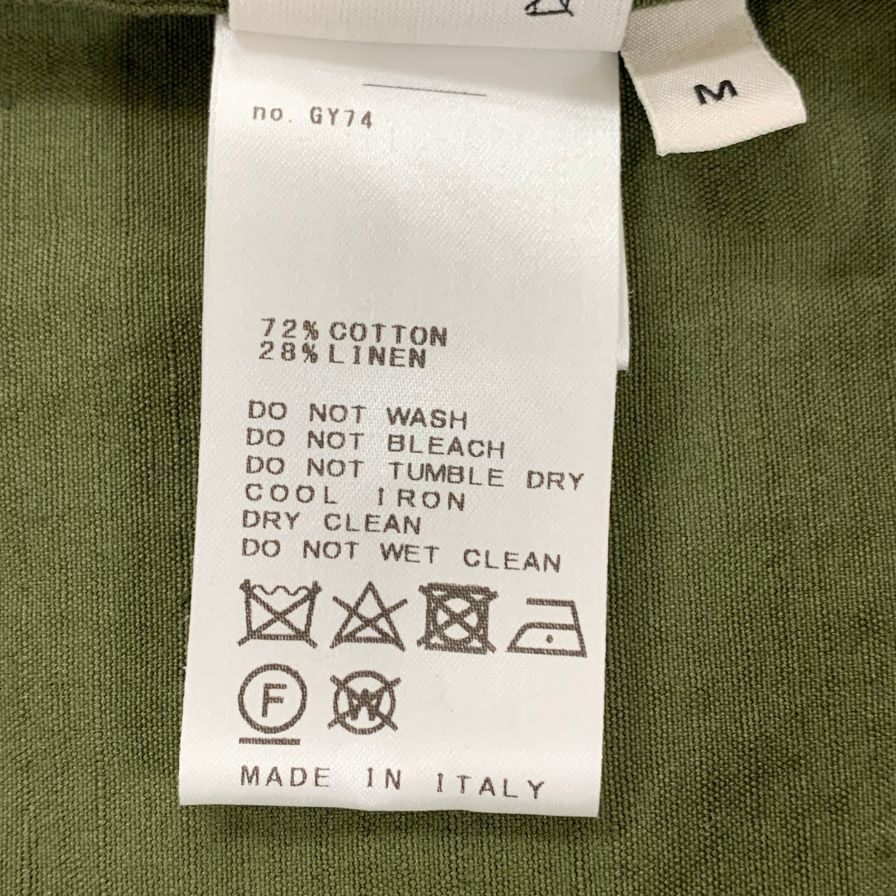 M
no. GY74
72% COTTON
28% LINEN
DO NOT WASH
DO NOT BLEACH
DO NOT TUMBLE DRY
COOL IRON
DRY CLEAN
DO NOT WET CLEAN
F W
MADE IN ITALY